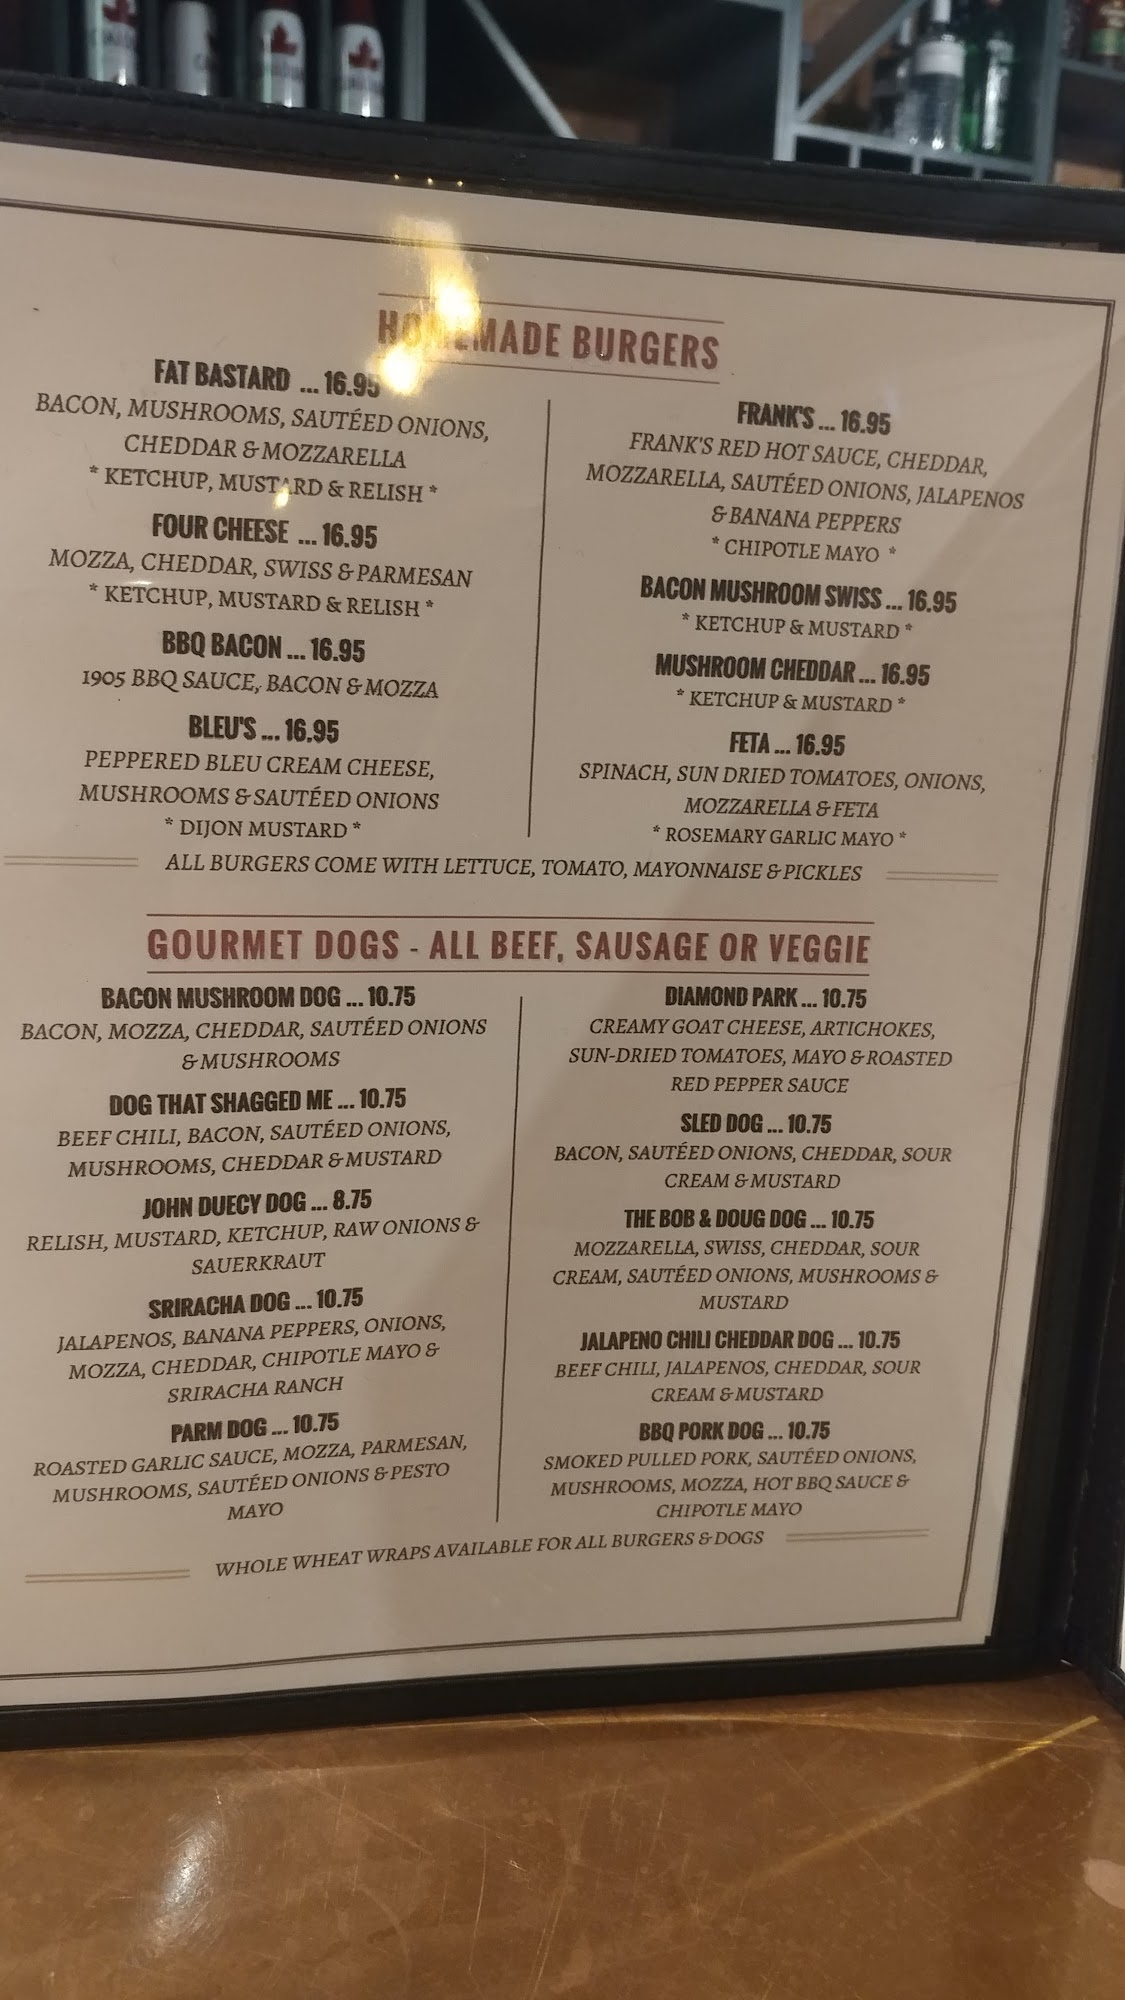 HOMEMADE BURGERS
FAT BASTARD ... 16.95
BACON, MUSHROOMS, SAUTÉED ONIONS,
CHEDDAR & MOZZARELLA
* KETCHUP, MUSTARD & RELISH *
FOUR CHEESE ... 16.95
MOZZA, CHEDDAR, SWISS & PARMESAN
* KETCHUP, MUSTARD & RELISH *
BBQ BACON ... 16.95
1905 BBQ SAUCE, BACON & MOZZA
BLEU'S ... 16.95
PEPPERED BLEU CREAM CHEESE,
MUSHROOMS & SAUTÉED ONIONS
* DIJON MUSTARD *
FRANK'S ... 16.95
FRANK'S RED HOT SAUCE, CHEDDAR,
MOZZARELLA, SAUTÉED ONIONS, JALAPENOS
& BANANA PEPPERS
* CHIPOTLE MAYO *
BACON MUSHROOM SWISS ... 16.95
* KETCHUP & MUSTARD *
MUSHROOM CHEDDAR ... 16.95
* KETCHUP & MUSTARD *
FETA ... 16.95
SPINACH, SUN DRIED TOMATOES, ONIONS,
MOZZARELLA & FETA
* ROSEMARY GARLIC MAYO *
ALL BURGERS COME WITH LETTUCE, TOMATO, MAYONNAISE & PICKLES
GOURMET DOGS - ALL BEEF, SAUSAGE OR VEGGIE
BACON MUSHROOM DOG ... 10.75
BACON, MOZZA, CHEDDAR, SAUTÉED ONIONS
& MUSHROOMS
DOG THAT SHAGGED ME ... 10.75
BEEF CHILI, BACON, SAUTÉED ONIONS,
MUSHROOMS, CHEDDAR & MUSTARD
JOHN DUECY DOG ... 8.75
RELISH, MUSTARD, KETCHUP, RAW ONIONS &
SAUERKRAUT
SRIRACHA DOG ... 10.75
JALAPENOS, BANANA PEPPERS, ONIONS,
MOZZA, CHEDDAR, CHIPOTLE MAYO &
SRIRACHA RANCH
PARM DOG ... 10.75
ROASTED GARLIC SAUCE, MOZZA, PARMESAN,
MUSHROOMS, SAUTÉED ONIONS & PESTO
MAYO
DIAMOND PARK ... 10.75
CREAMY GOAT CHEESE, ARTICHOKES,
SUN-DRIED TOMATOES, MAYO & ROASTED
RED PEPPER SAUCE
SLED DOG ... 10.75
BACON, SAUTÉED ONIONS, CHEDDAR, SOUR
CREAM & MUSTARD
THE BOB & DOUG DOG ... 10.75
MOZZARELLA, SWISS, CHEDDAR, SOUR
CREAM, SAUTÉED ONIONS, MUSHROOMS &
MUSTARD
JALAPENO CHILI CHEDDAR DOG ... 10.75
BEEF CHILI, JALAPENOS, CHEDDAR, SOUR
CREAM & MUSTARD
BBQ PORK DOG ... 10.75
SMOKED PULLED PORK, SAUTÉED ONIONS,
MUSHROOMS, MOZZA, HOT BBQ SAUCE &
CHIPOTLE MAYO
WHOLE WHEAT WRAPS AVAILABLE FOR ALL BURGERS & DOGS